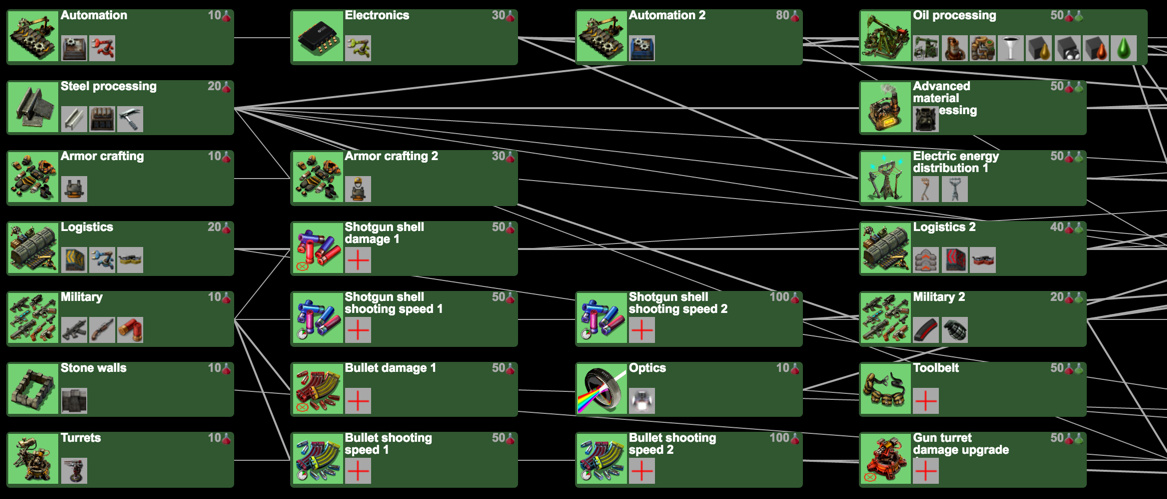 Automation 10
Electronics 30
Automation 2 80
Oil processing 50
Steel processing 20
Advanced 50
material
essing
Armor crafting 10
Armor crafting 2 30
Electric energy 50
distribution 1
Logistics 20
Shotgun shell 50
damage 1
Logistics 2 40
Military 10
Shotgun shell 50
shooting speed 1
Shotgun shell 100
shooting speed 2
Military 2 20
Stone walls 10
Bullet damage 1 50
Optics 10
Toolbelt 50
Turrets 10
Bullet shooting 50
speed 1
Bullet shooting 100
speed 2
Gun turret 50
damage upgrade